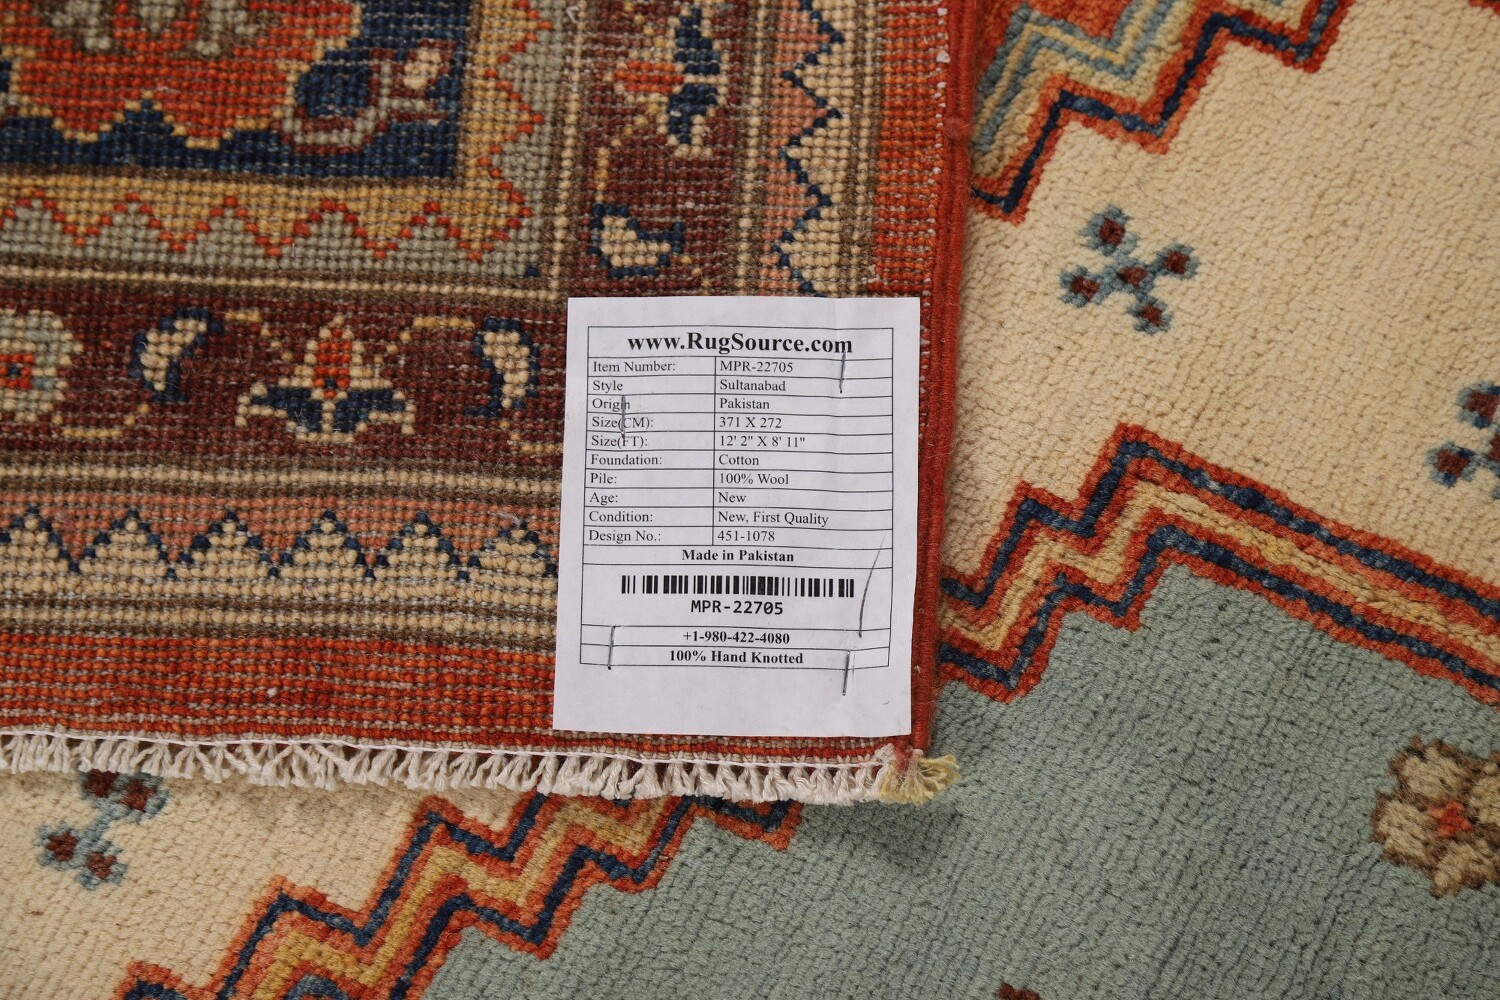 www.RugSource.com
Item Number: MPR-22705
Style Sultanabad
Origin Pakistan
Size(CM): 371 X 272
Size(FT): 12' 2" X 8' 11"
Foundation: Cotton
Pile: 100% Wool
Age: New
Condition: New, First Quality
Design No.: 451-1078
Made in Pakistan
MPR-22705
+1-980-422-4080
100% Hand Knotted